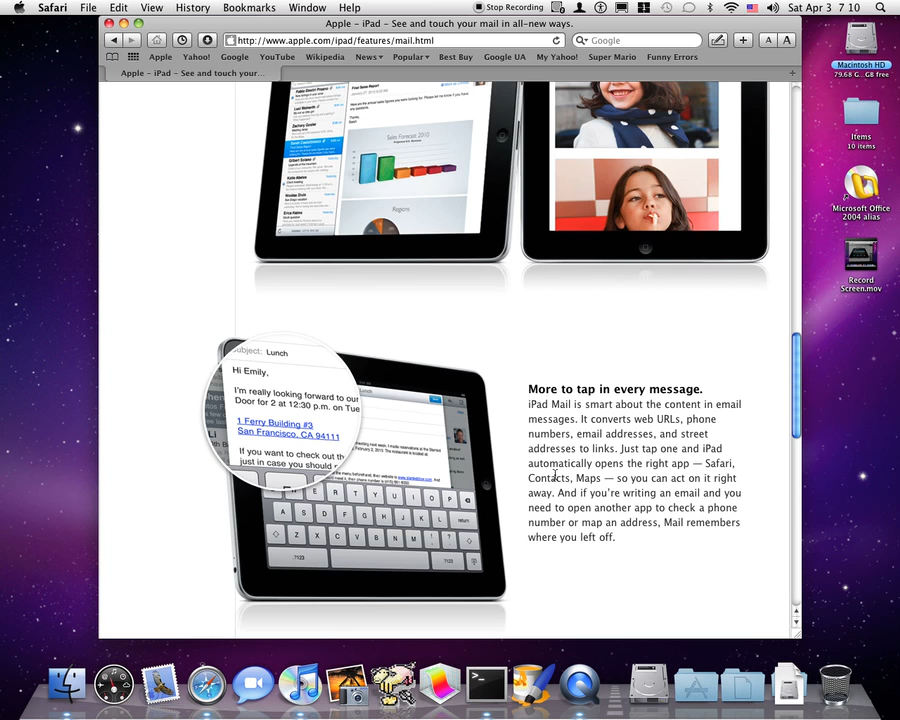 Safari File Edit View History Bookmarks Window Help Stop Recording Sat Apr 3 7 10
Apple - iPad - See and touch your mail in all-new ways.
http://www.apple.com/ipad/features/mail.html Google A A
Apple Yahoo! Google YouTube Wikipedia News Popular Best Buy Google UA My Yahoo! Super Mario Funny Errors
Apple - iPad - See and touch your...
Macintosh HD
Items
10 items
Microsoft Office
2004 alias
Record
Screen.mov
Sales Forecast 2010
Regions
Subject: Lunch
Hi Emily,
I'm really looking forward to our
Door for 2 at 12:30 p.m. on Tue
1 Ferry Building #3
San Francisco, CA 94111
If you want to check out th
just in case you should r
E R T Y U I O P
A S D F G H J K L return
Z X C V B N M ! ?
.?123 .?123
More to tap in every message.
iPad Mail is smart about the content in email
messages. It converts web URLs, phone
numbers, email addresses, and street
addresses to links. Just tap one and iPad
automatically opens the right app — Safari,
Contacts, Maps — so you can act on it right
away. And if you're writing an email and you
need to open another app to check a phone
number or map an address, Mail remembers
where you left off.